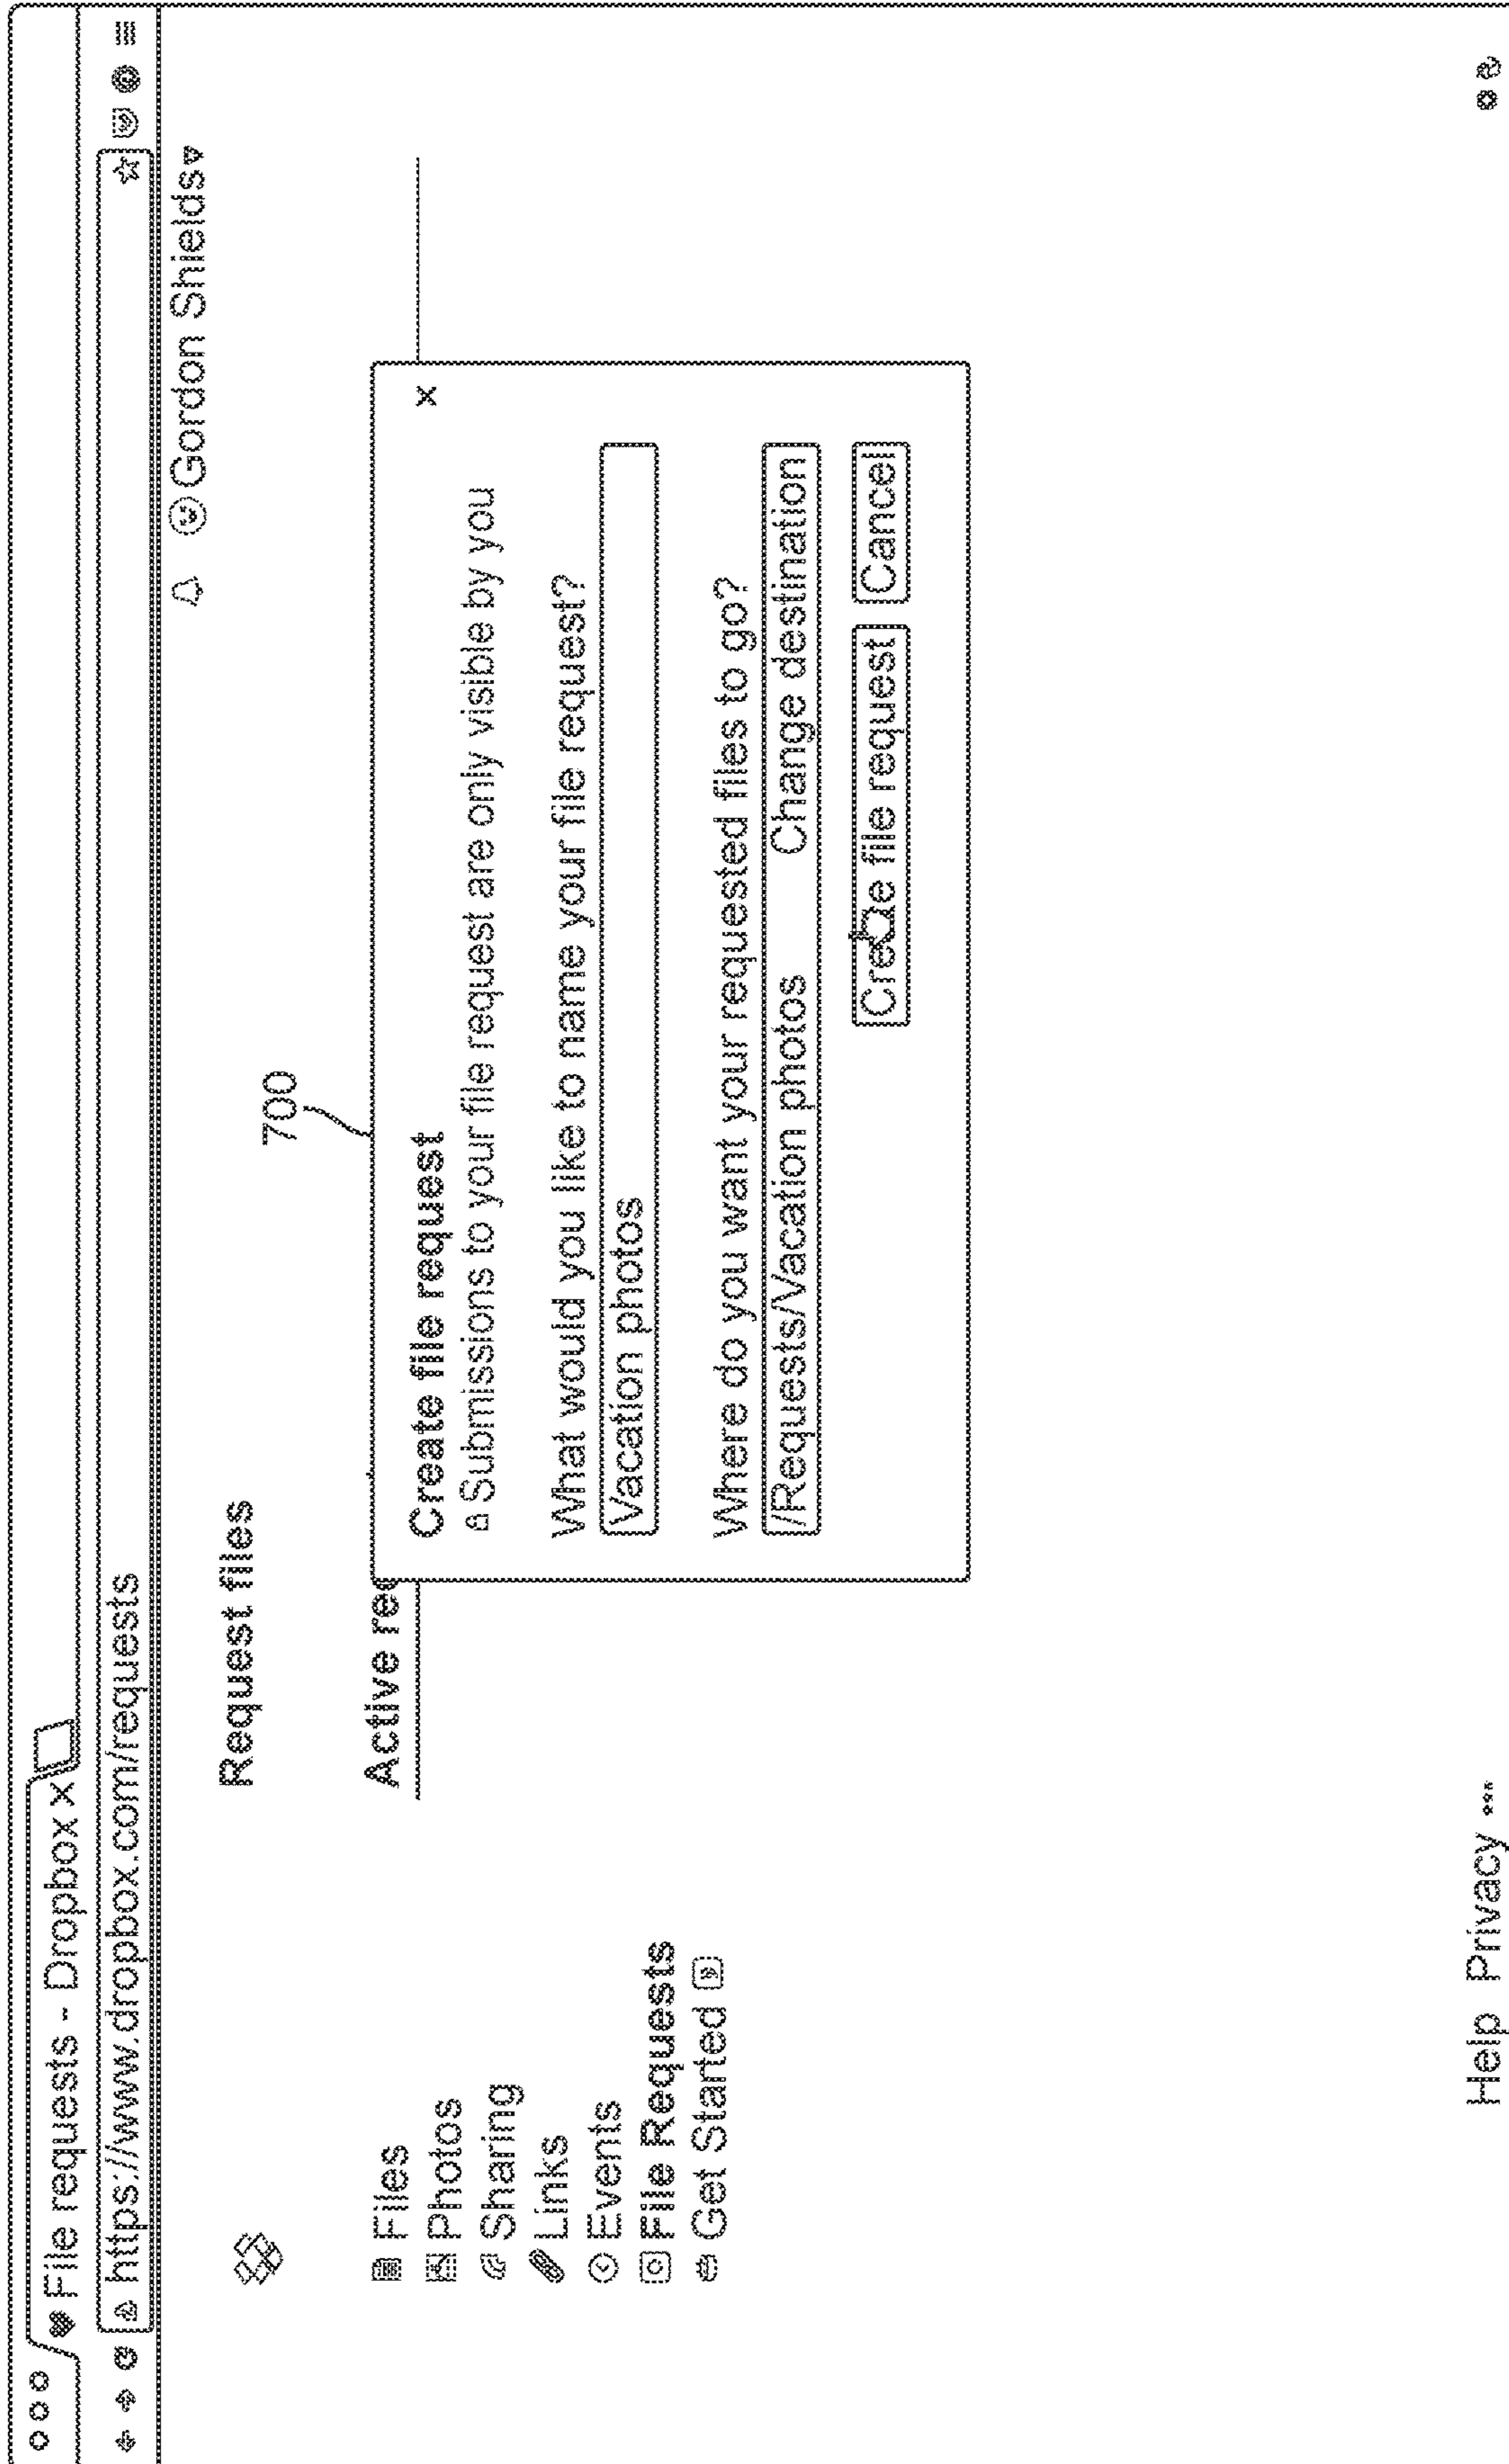 File requests - Dropbox X
https://www.dropbox.com/requests
Gordon Shields
Request files
700
Active req
Files
Photos
Sharing
Links
Events
File Requests
Get Started
Create file request
X
Submissions to your file request are only visible by you
What would you like to name your file request?
Vacation photos
Where do you want your requested files to go?
/Requests/Vacation photos Change destination
Create file request Cancel
Help Privacy •••